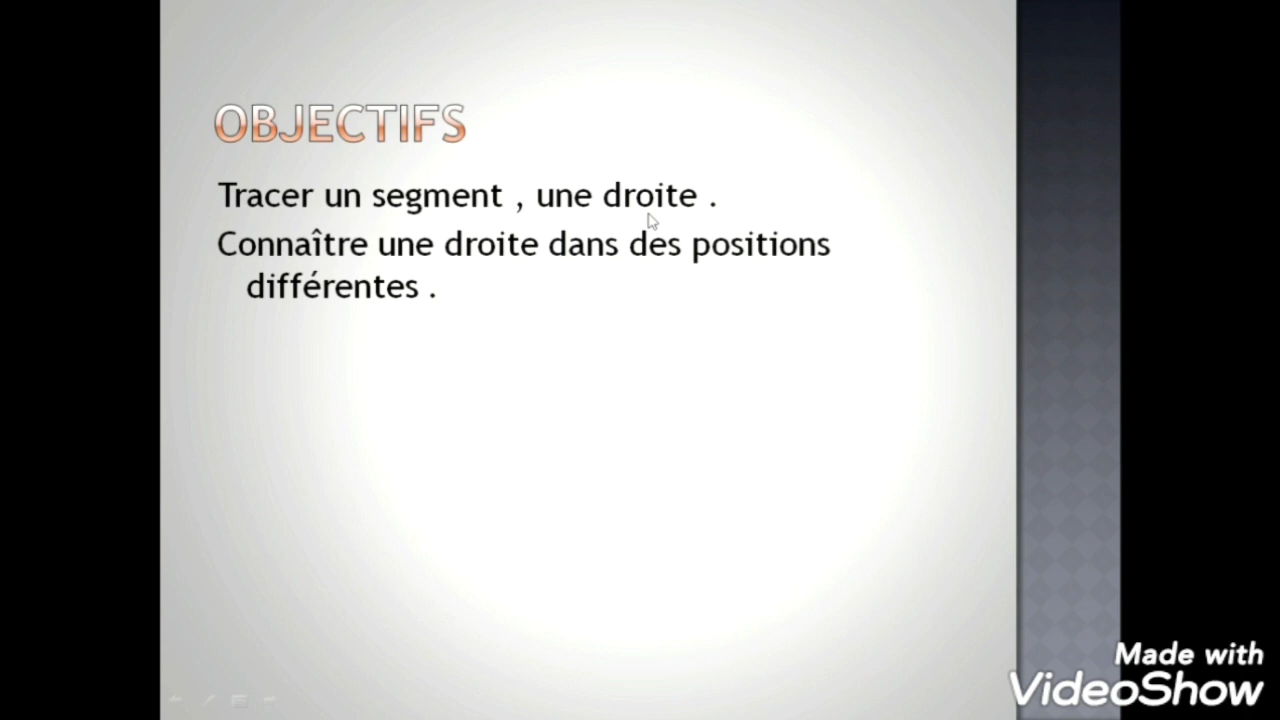 OBJECTIFS
Tracer un segment , une droite .
Connaître une droite dans des positions
différentes .
Made with
VideoShow